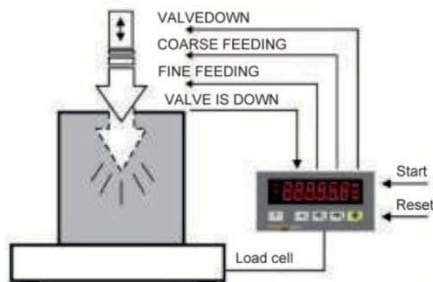 VALVEDOWN
COARSE FEEDING
FINE FEEDING
VALVE IS DOWN
Start
Reset
Load cell